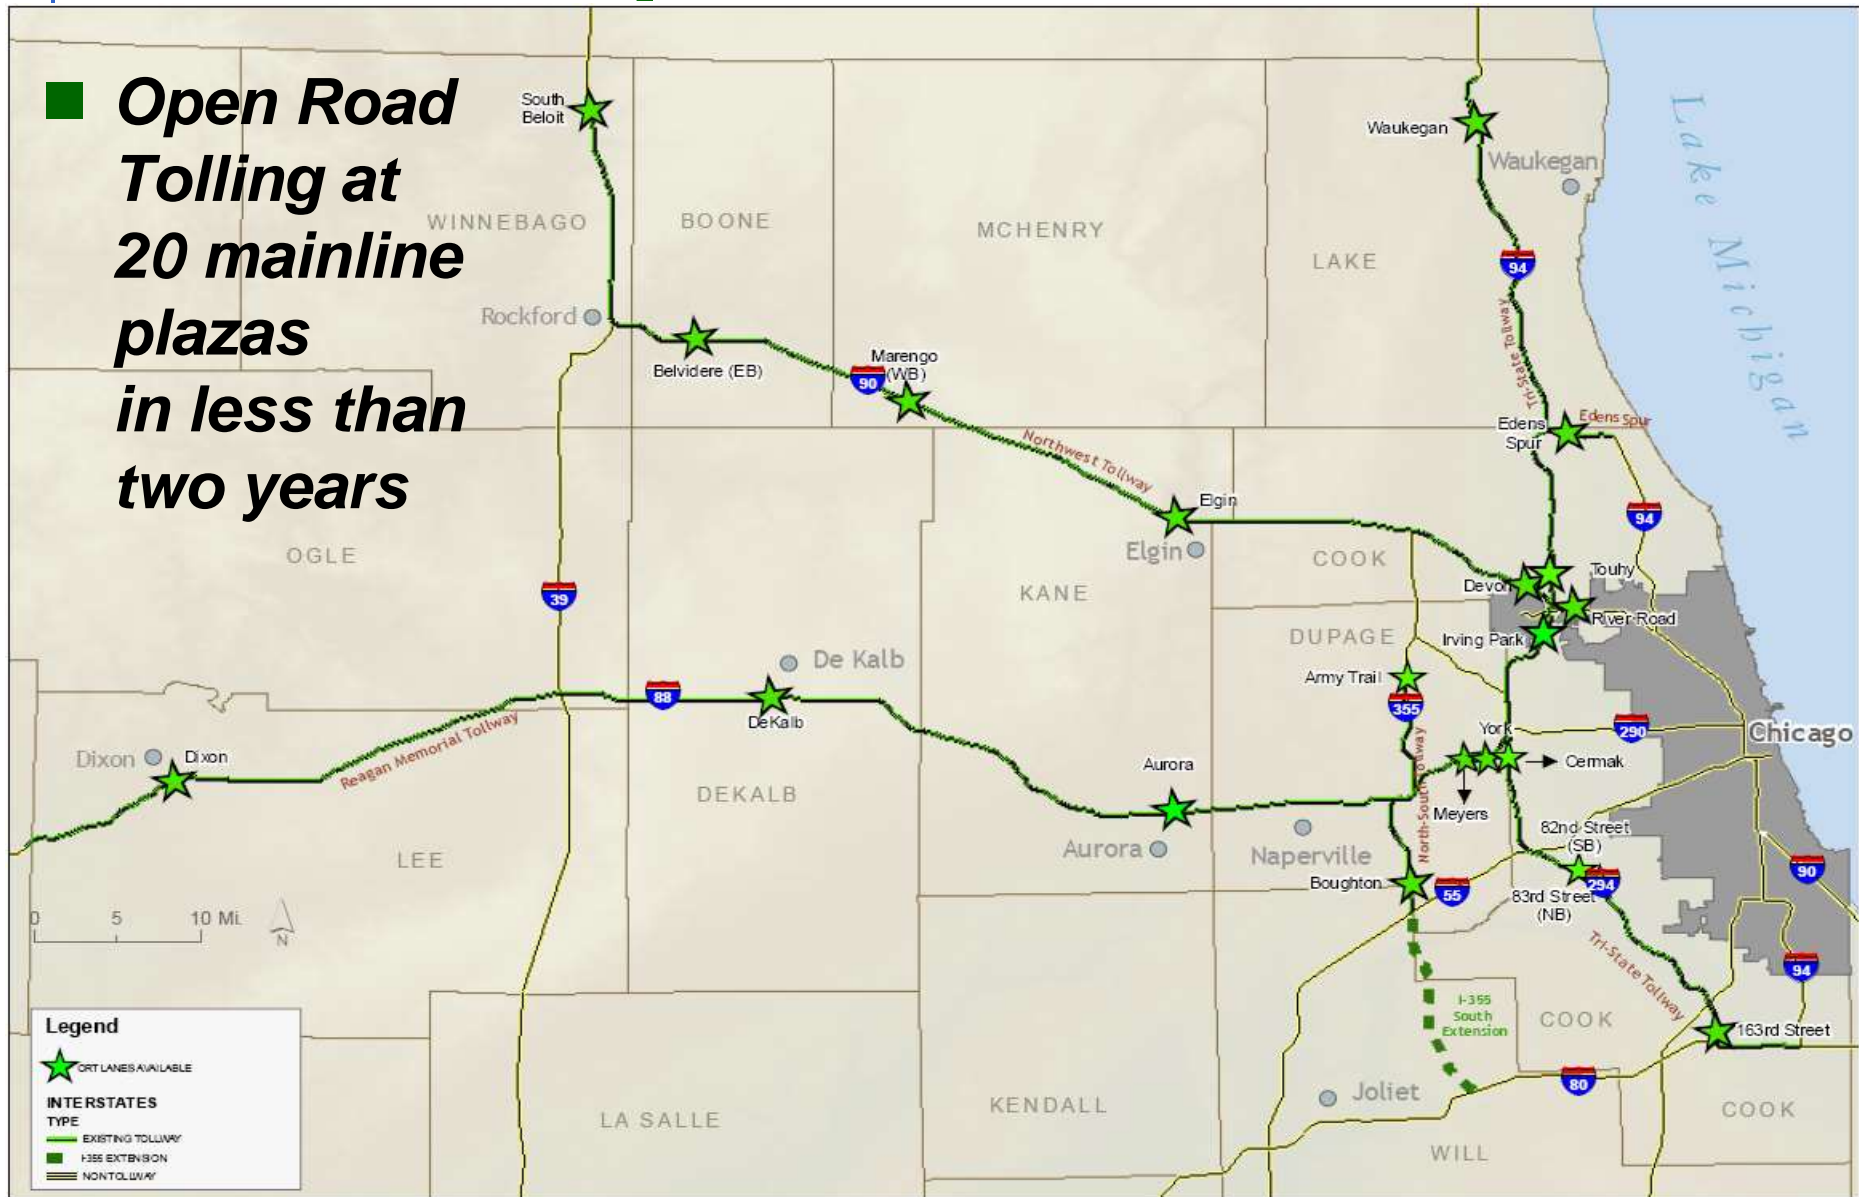 Open Road
Tolling at
20 mainline
plazas
in less than
two years
South
Beloit
Waukegan
Waukegan
Lake Michigan
WINNEBAGO
BOONE
MCHENRY
LAKE
94
Tri-State Tollway
Rockford
Belvidere (EB)
Marengo
(WB)
90
Edens
Spur
Edens Spur
Northwest Tollway
94
Elgin
Elgin
OGLE
39
KANE
COOK
Devon
Touhy
River Road
Irving Park
DUPAGE
De Kalb
88
DeKalb
Army Trail
355
290
Chicago
York
Cermak
Dixon
Dixon
Reagan Memorial Tollway
Aurora
North-South Tollway
Meyers
DEKALB
82nd Street
(SB)
Aurora
Naperville
LEE
Boughton
55
294
83rd Street
(NB)
90
0 5 10 Mi.
N
Tri-State Tollway
94
I-355
South
Extension
COOK
163rd Street
80
Joliet
KENDALL
LA SALLE
COOK
WILL
Legend
ORT LANES AVAILABLE
INTERSTATES
TYPE
EXISTING TOLLWAY
I-355 EXTENSION
NON TOLLWAY